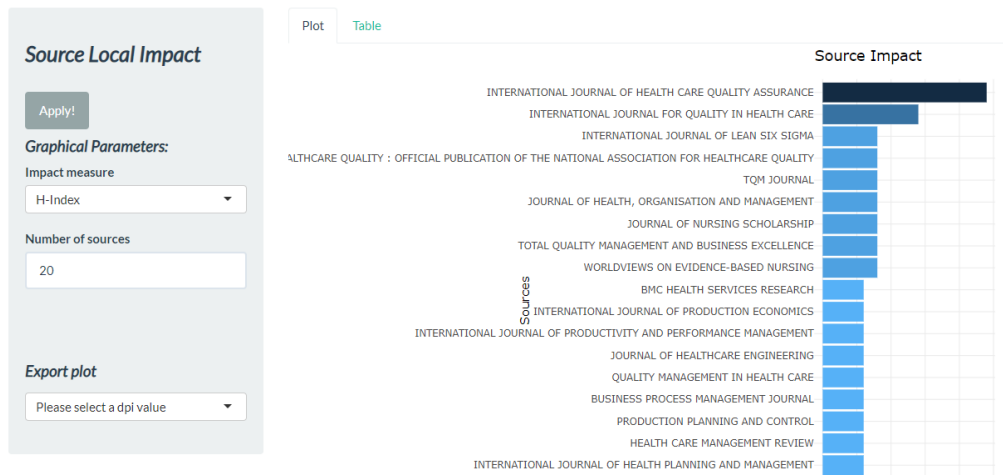 Source Local Impact
Apply!
Graphical Parameters:
Impact measure
H-Index
Number of sources
20
Export plot
Please select a dpi value
Plot
Table
Source Impact
INTERNATIONAL JOURNAL OF HEALTH CARE QUALITY ASSURANCE
INTERNATIONAL JOURNAL FOR QUALITY IN HEALTH CARE
INTERNATIONAL JOURNAL OF LEAN SIX SIGMA
ALTHCARE QUALITY : OFFICIAL PUBLICATION OF THE NATIONAL ASSOCIATION FOR HEALTHCARE QUALITY
TQM JOURNAL
JOURNAL OF HEALTH, ORGANISATION AND MANAGEMENT
JOURNAL OF NURSING SCHOLARSHIP
TOTAL QUALITY MANAGEMENT AND BUSINESS EXCELLENCE
WORLDVIEWS ON EVIDENCE-BASED NURSING
BMC HEALTH SERVICES RESEARCH
Sources
INTERNATIONAL JOURNAL OF PRODUCTION ECONOMICS
INTERNATIONAL JOURNAL OF PRODUCTIVITY AND PERFORMANCE MANAGEMENT
JOURNAL OF HEALTHCARE ENGINEERING
QUALITY MANAGEMENT IN HEALTH CARE
BUSINESS PROCESS MANAGEMENT JOURNAL
PRODUCTION PLANNING AND CONTROL
HEALTH CARE MANAGEMENT REVIEW
INTERNATIONAL JOURNAL OF HEALTH PLANNING AND MANAGEMENT